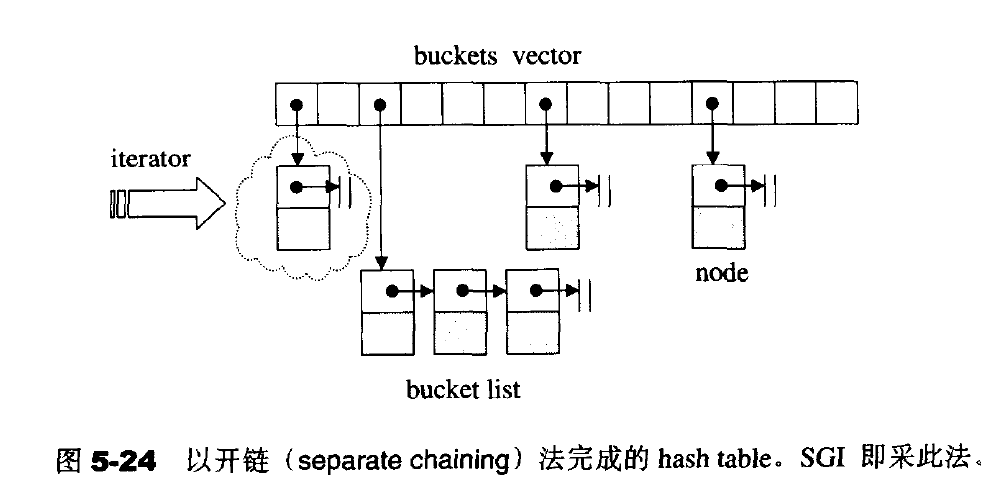 buckets vector
iterator
node
bucket list
图 5-24 以开链（separate chaining）法完成的 hash table。SGI 即采此法。